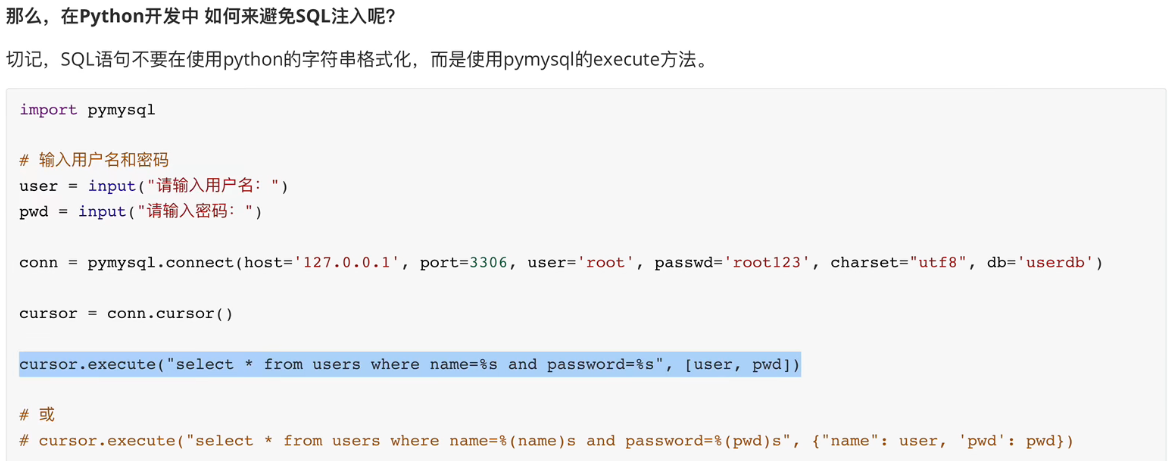 那么，在Python开发中 如何来避免SQL注入呢？
切记，SQL语句不要在使用python的字符串格式化，而是使用pymysql的execute方法。
import pymysql
# 输入用户名和密码
user = input("请输入用户名：")
pwd = input("请输入密码：")
conn = pymysql.connect(host='127.0.0.1', port=3306, user='root', passwd='root123', charset="utf8", db='userdb')
cursor = conn.cursor()
cursor.execute("select * from users where name=%s and password=%s", [user, pwd])
# 或
# cursor.execute("select * from users where name=%(name)s and password=%(pwd)s", {"name": user, 'pwd': pwd})